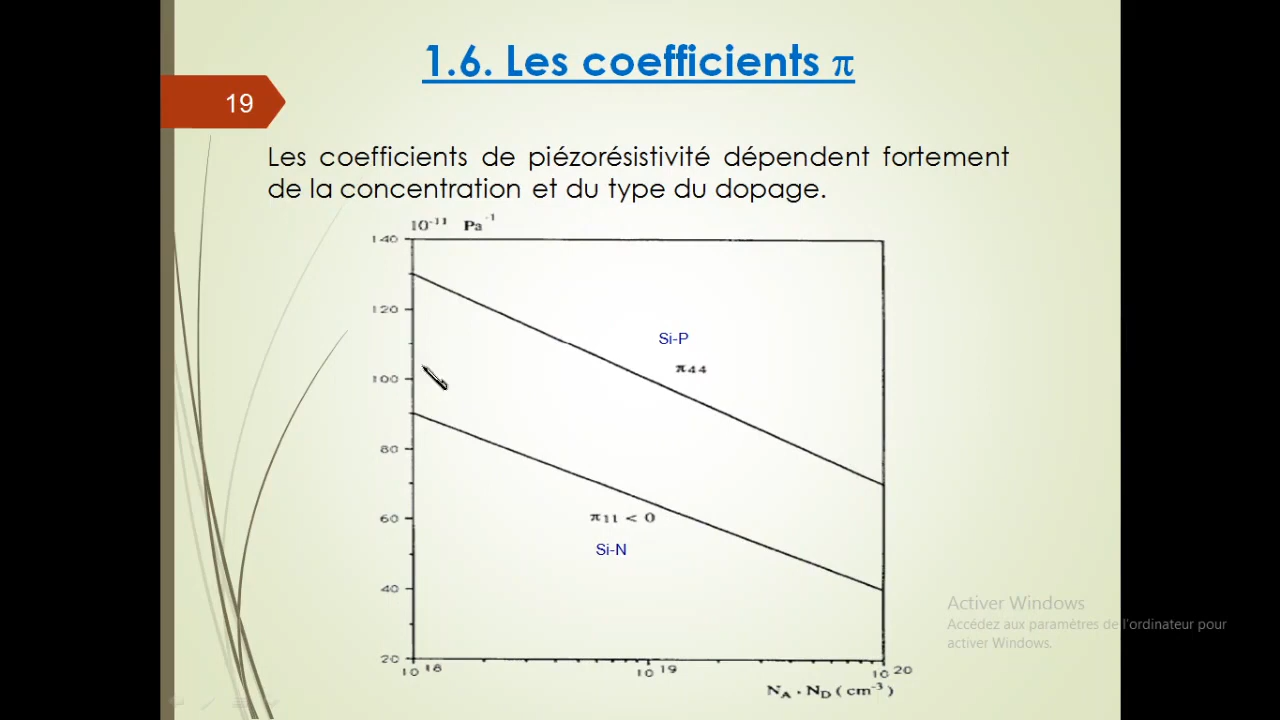 1.6. Les coefficients π
19
Les coefficients de piézorésistivité dépendent fortement
de la concentration et du type du dopage.
10⁻¹¹ Pa⁻¹
140
120
Si-P
π44
100
80
60
π11 < 0
Si-N
40
20
10¹⁸
10¹⁹
10²⁰
N_A , N_D (cm⁻³)
Activer Windows
Accédez aux paramètres de l'ordinateur pour
activer Windows.